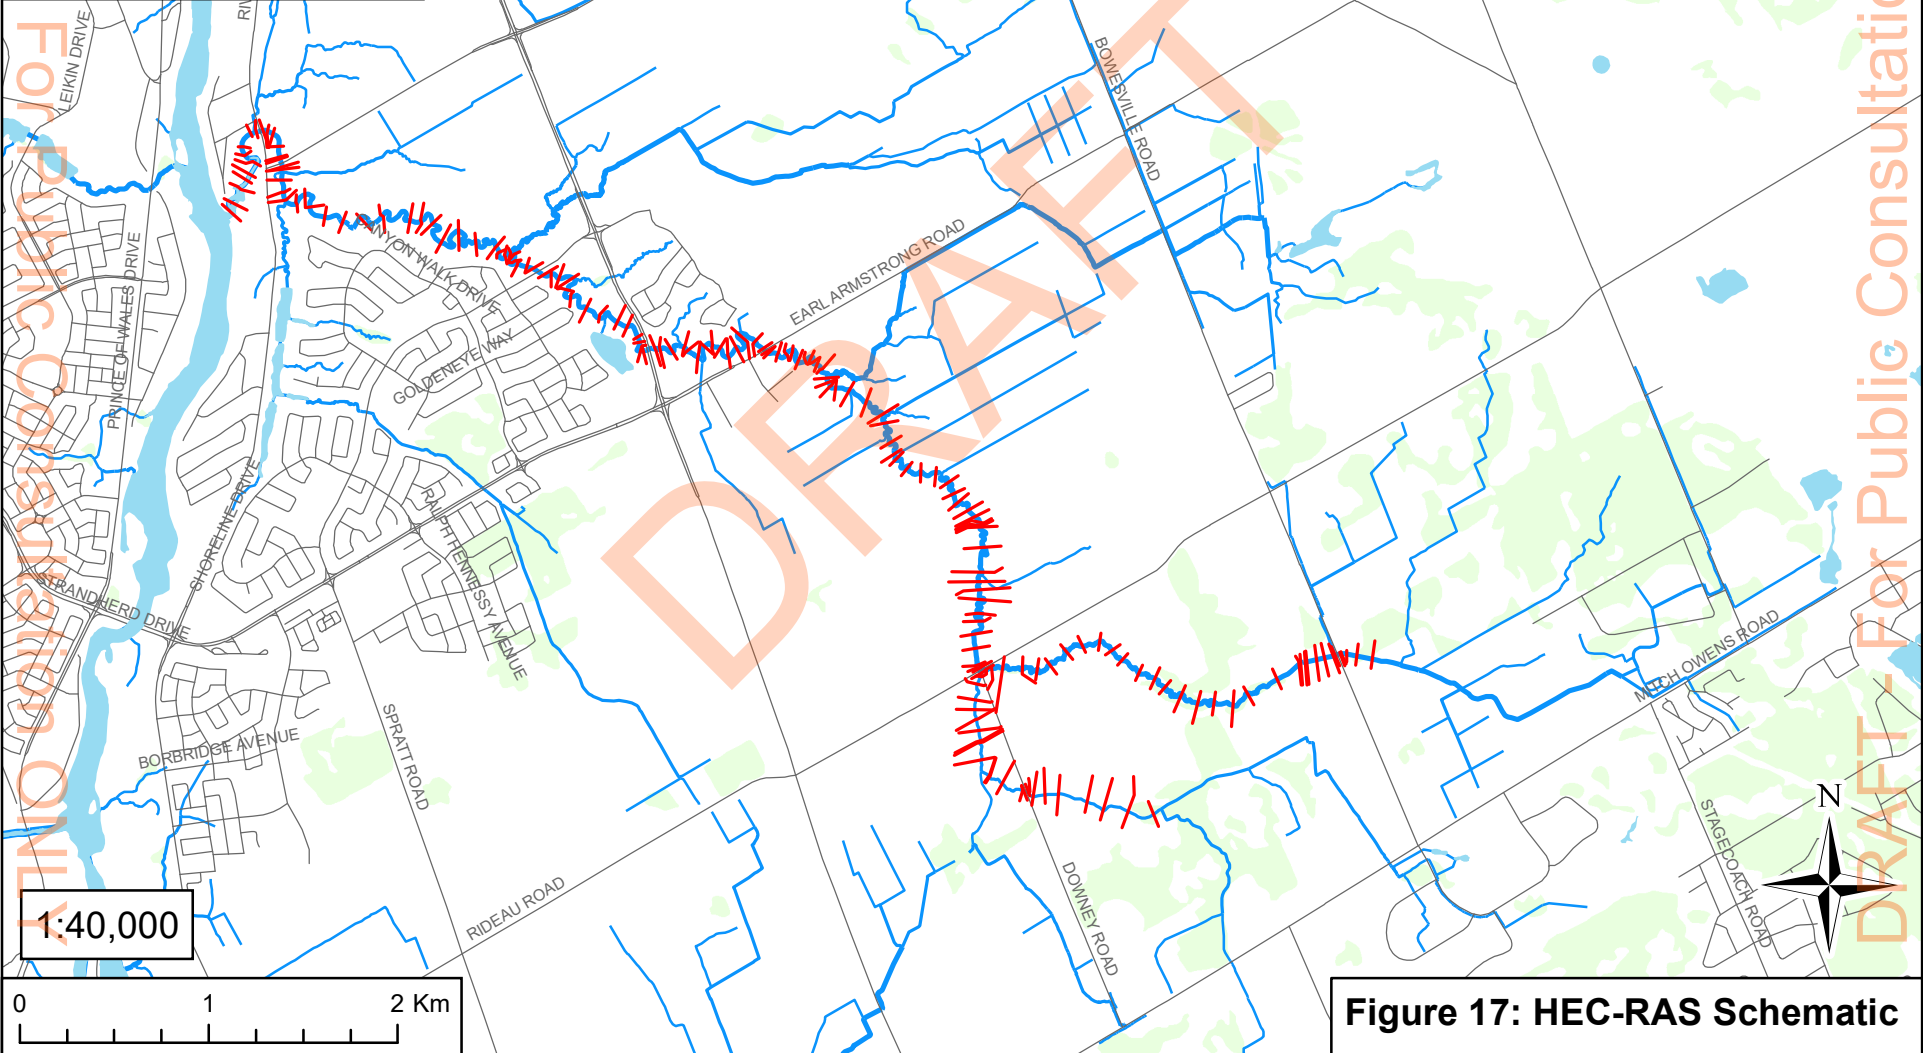 LEIKIN DRIVE
RIV
BOWESVILLE ROAD
PRINCE OF WALES DRIVE
CANYON WALK DRIVE
EARL ARMSTRONG ROAD
GOLDENEYE WAY
SHORELINE DRIVE
RALPH HENNESSY AVENUE
STRANDHERD DRIVE
BORBRIDGE AVENUE
SPRATT ROAD
RIDEAU ROAD
DOWNEY ROAD
MITCH OWENS ROAD
STAGECOACH ROAD
DRAFT
For Public Consultation ONLY
DRAFT - For Public Consultatio
N
1:40,000
0 1 2 Km
Figure 17: HEC-RAS Schematic